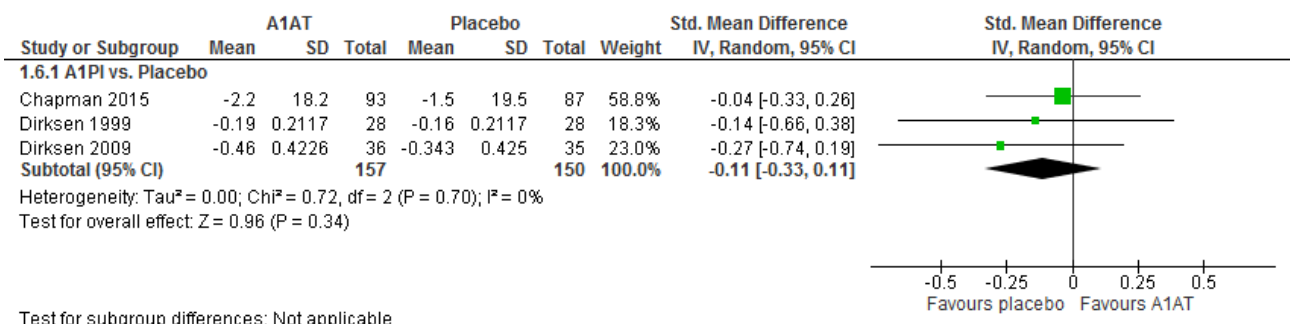 A1AT Placebo Std. Mean Difference Std. Mean Difference
Study or Subgroup Mean SD Total Mean SD Total Weight IV, Random, 95% CI IV, Random, 95% CI
1.6.1 A1PI vs. Placebo
Chapman 2015 -2.2 18.2 93 -1.5 19.5 87 58.8% -0.04 [-0.33, 0.26]
Dirksen 1999 -0.19 0.2117 28 -0.16 0.2117 28 18.3% -0.14 [-0.66, 0.38]
Dirksen 2009 -0.46 0.4226 36 -0.343 0.425 35 23.0% -0.27 [-0.74, 0.19]
Subtotal (95% CI) 157 150 100.0% -0.11 [-0.33, 0.11]
Heterogeneity: Tau² = 0.00; Chi² = 0.72, df = 2 (P = 0.70); I² = 0%
Test for overall effect: Z = 0.96 (P = 0.34)
-0.5 -0.25 0 0.25 0.5
Favours placebo Favours A1AT
Test for subgroup differences: Not applicable